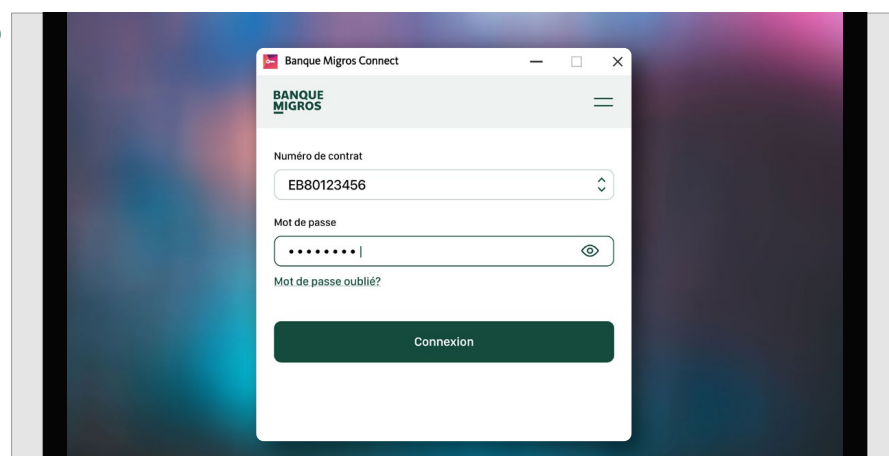 Banque Migros Connect
BANQUE
MIGROS
Numéro de contrat
EB80123456
Mot de passe
••••••••
Mot de passe oublié?
Connexion